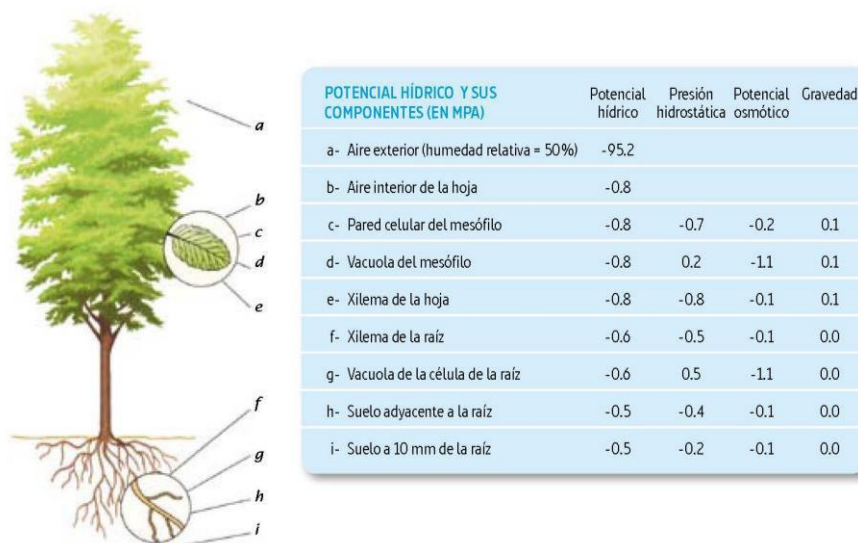 a
b
c
d
e
f
g
h
i
POTENCIAL HÍDRICO Y SUS
COMPONENTES (EN MPA)
Potencial
hídrico
Presión
hidrostática
Potencial
osmótico
Gravedad
a- Aire exterior (humedad relativa = 50%) -95.2
b- Aire interior de la hoja -0.8
c- Pared celular del mesófilo -0.8 -0.7 -0.2 0.1
d- Vacuola del mesófilo -0.8 0.2 -1.1 0.1
e- Xilema de la hoja -0.8 -0.8 -0.1 0.1
f- Xilema de la raíz -0.6 -0.5 -0.1 0.0
g- Vacuola de la célula de la raíz -0.6 0.5 -1.1 0.0
h- Suelo adyacente a la raíz -0.5 -0.4 -0.1 0.0
i- Suelo a 10 mm de la raíz -0.5 -0.2 -0.1 0.0